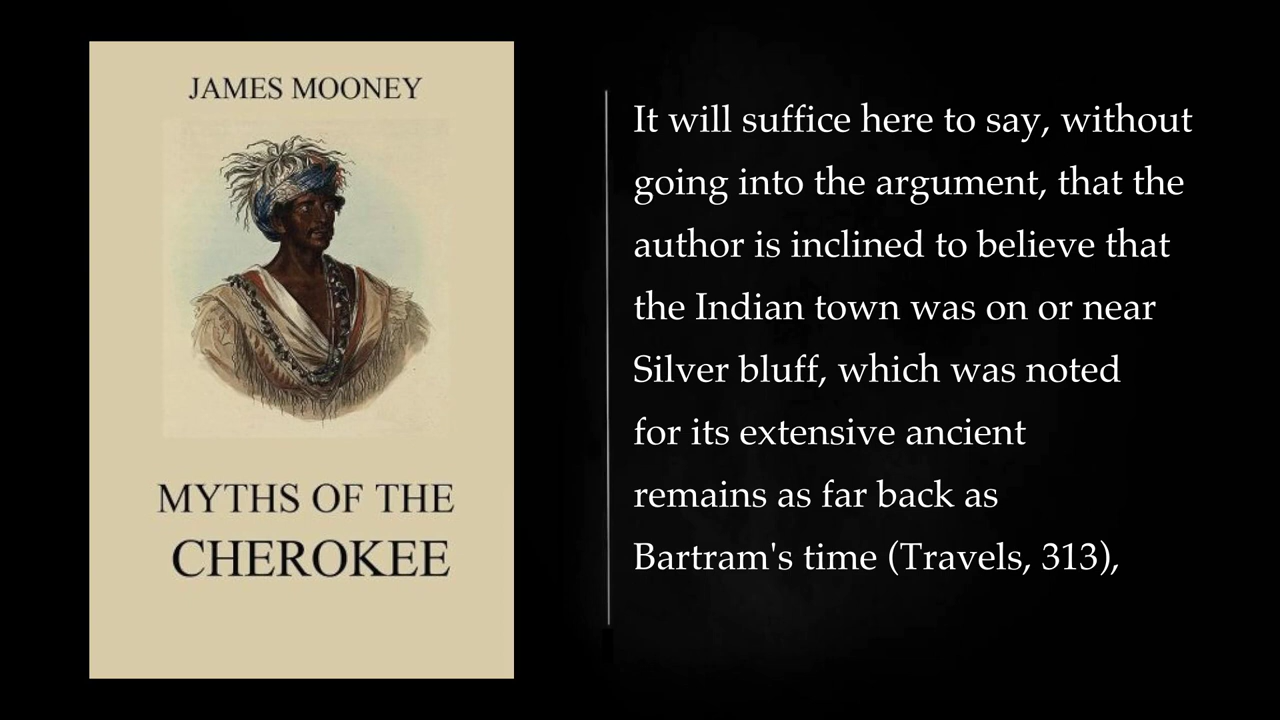 JAMES MOONEY
MYTHS OF THE
CHEROKEE
It will suffice here to say, without
going into the argument, that the
author is inclined to believe that
the Indian town was on or near
Silver bluff, which was noted
for its extensive ancient
remains as far back as
Bartram's time (Travels, 313),